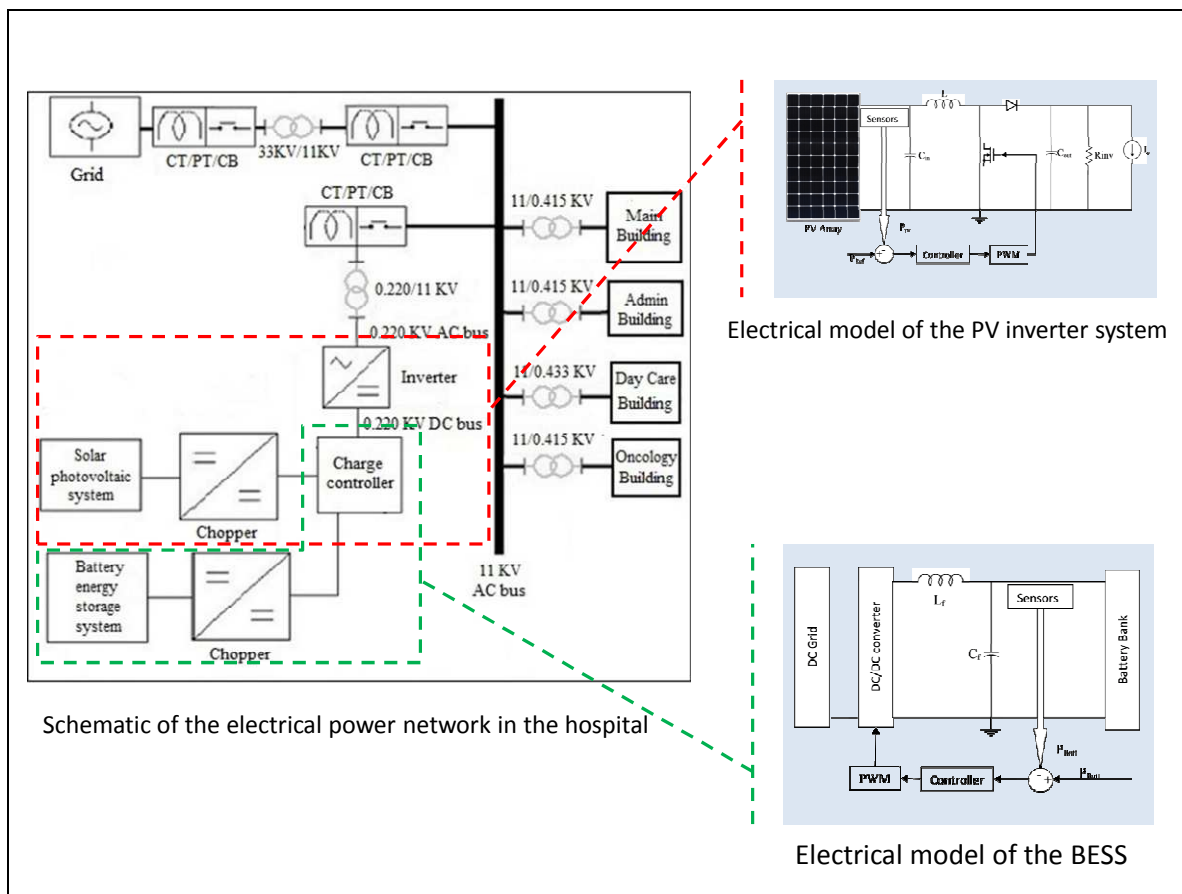 Grid
CT/PT/CB
33KV/11KV
CT/PT/CB
CT/PT/CB
0.220/11 KV
0.220 KV AC bus
Inverter
0.220 KV DC bus
Solar
photovoltaic
system
Chopper
Charge
controller
Battery
energy
storage
system
Chopper
11/0.415 KV
Main
Building
11/0.415 KV
Admin
Building
11/0.433 KV
Day Care
Building
11/0.415 KV
Oncology
Building
11 KV
AC bus
Schematic of the electrical power network in the hospital
PV Array
Sensors
L
C_in
C_out
Rinv
Controller
PWM
+
-
Electrical model of the PV inverter system
DC Grid
DC/DC converter
L_f
C_f
Sensors
Battery Bank
PWM
Controller
- +
Electrical model of the BESS